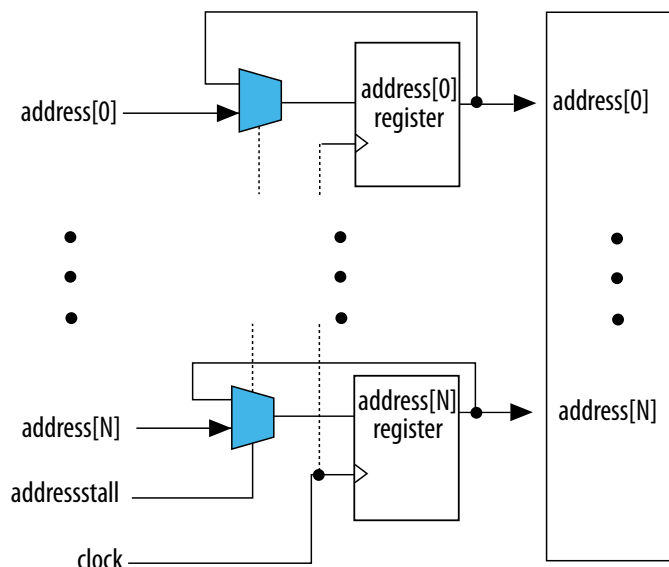 address[0]
address[0]
register
address[0]
address[N]
address[N]
register
address[N]
addressstall
clock